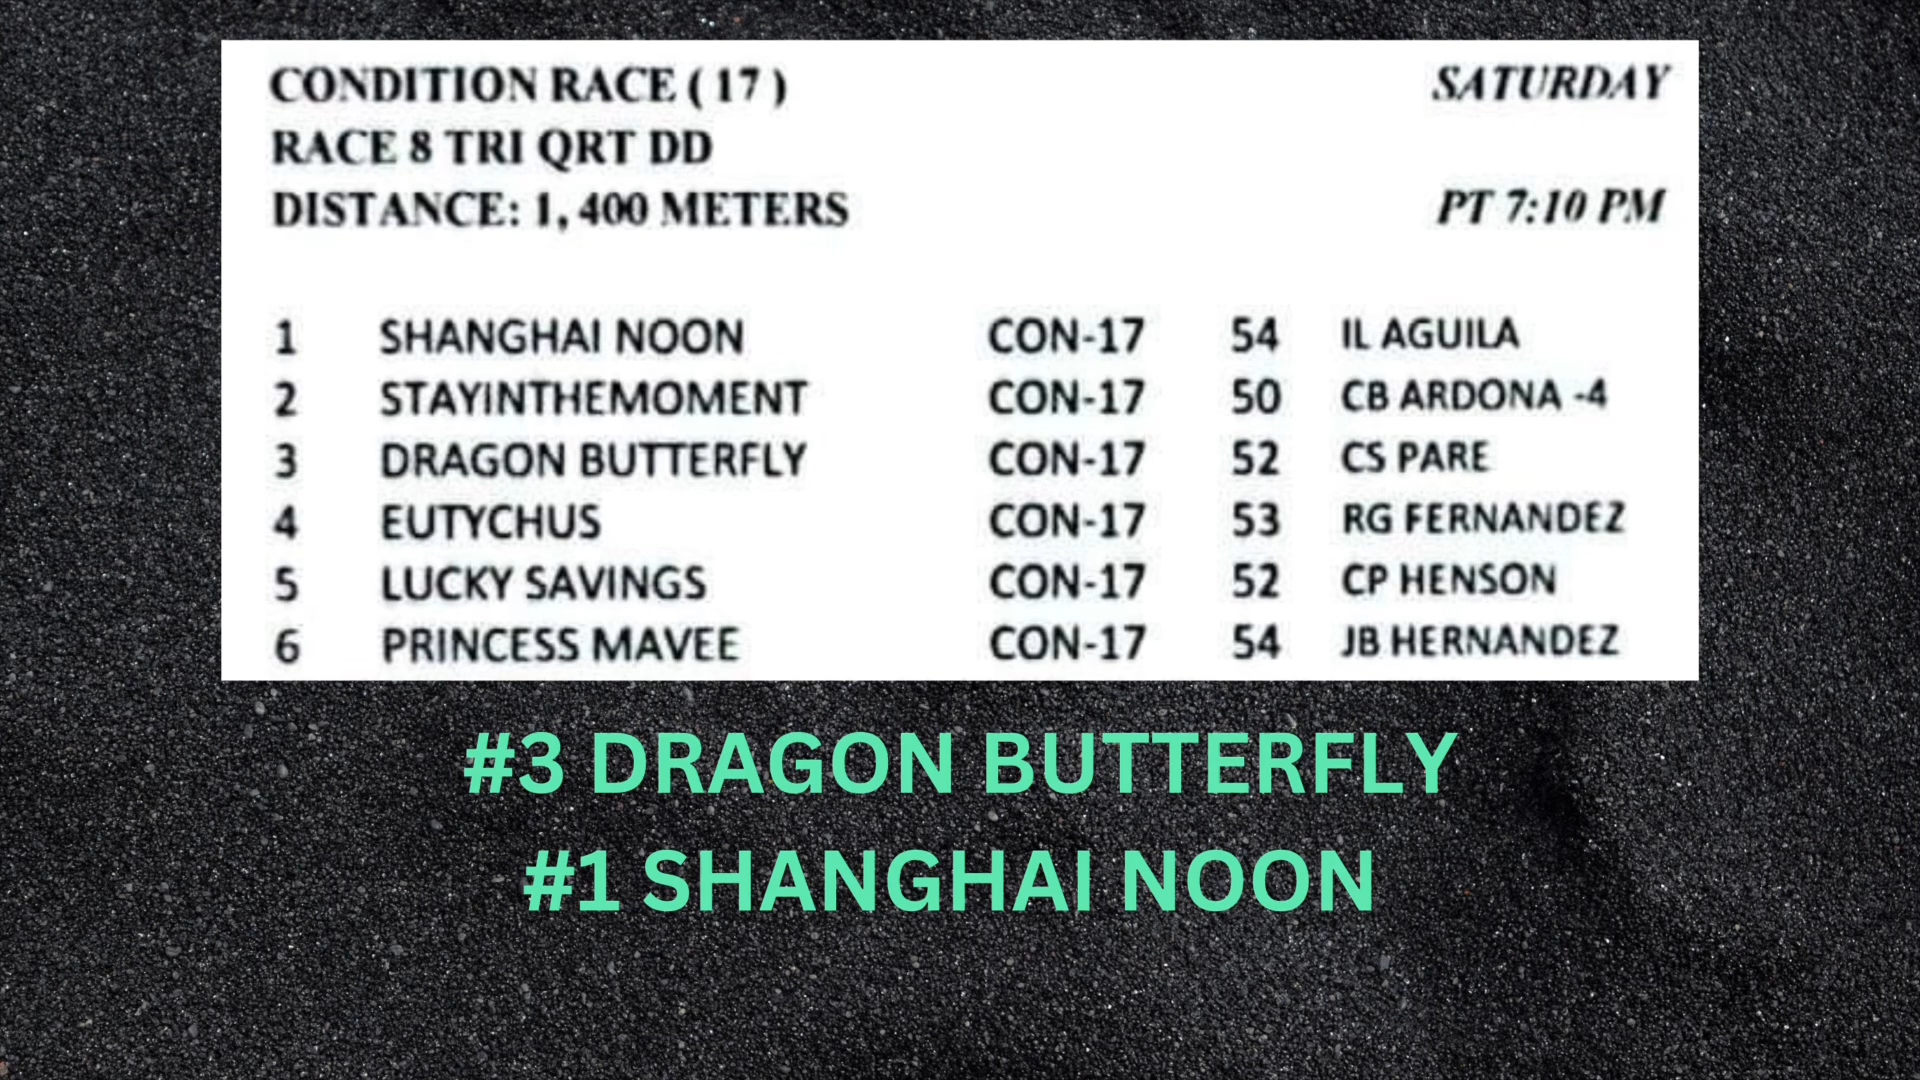 CONDITION RACE ( 17 ) SATURDAY
RACE 8 TRI QRT DD
DISTANCE: 1, 400 METERS PT 7:10 PM
1 SHANGHAI NOON CON-17 54 IL AGUILA
2 STAYINTHEMOMENT CON-17 50 CB ARDONA -4
3 DRAGON BUTTERFLY CON-17 52 CS PARE
4 EUTYCHUS CON-17 53 RG FERNANDEZ
5 LUCKY SAVINGS CON-17 52 CP HENSON
6 PRINCESS MAVEE CON-17 54 JB HERNANDEZ
#3 DRAGON BUTTERFLY
#1 SHANGHAI NOON